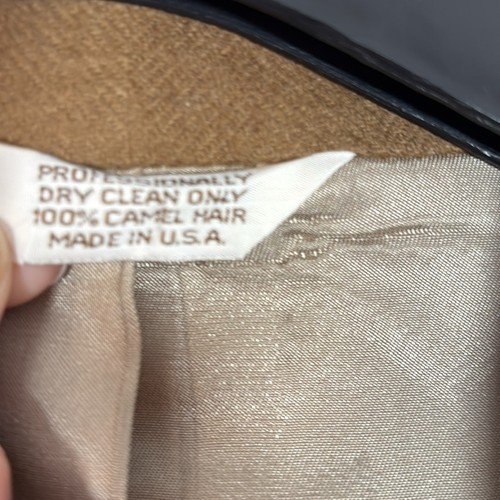 PROFESSIONALLY
DRY CLEAN ONLY
100% CAMEL HAIR
MADE IN U.S.A.